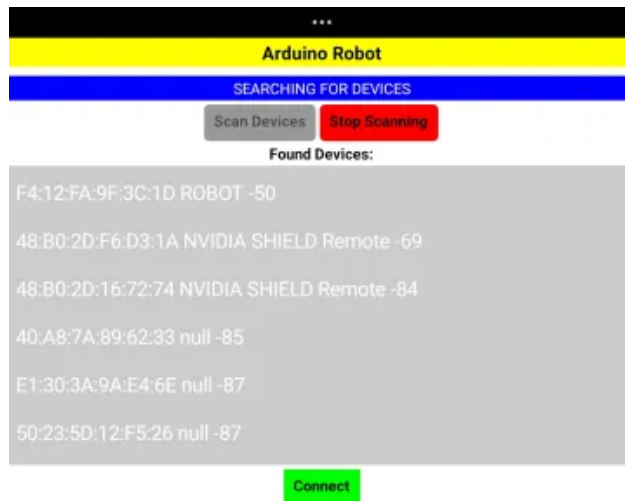 Arduino Robot
SEARCHING FOR DEVICES
Scan Devices Stop Scanning
Found Devices:
F4:12:FA:9F:3C:1D ROBOT -50
48:B0:2D:F6:D3:1A NVIDIA SHIELD Remote -69
48:B0:2D:16:72:74 NVIDIA SHIELD Remote -84
40:A8:7A:89:62:33 null -85
E1:30:3A:9A:E4:6E null -87
50:23:5D:12:F5:26 null -87
Connect